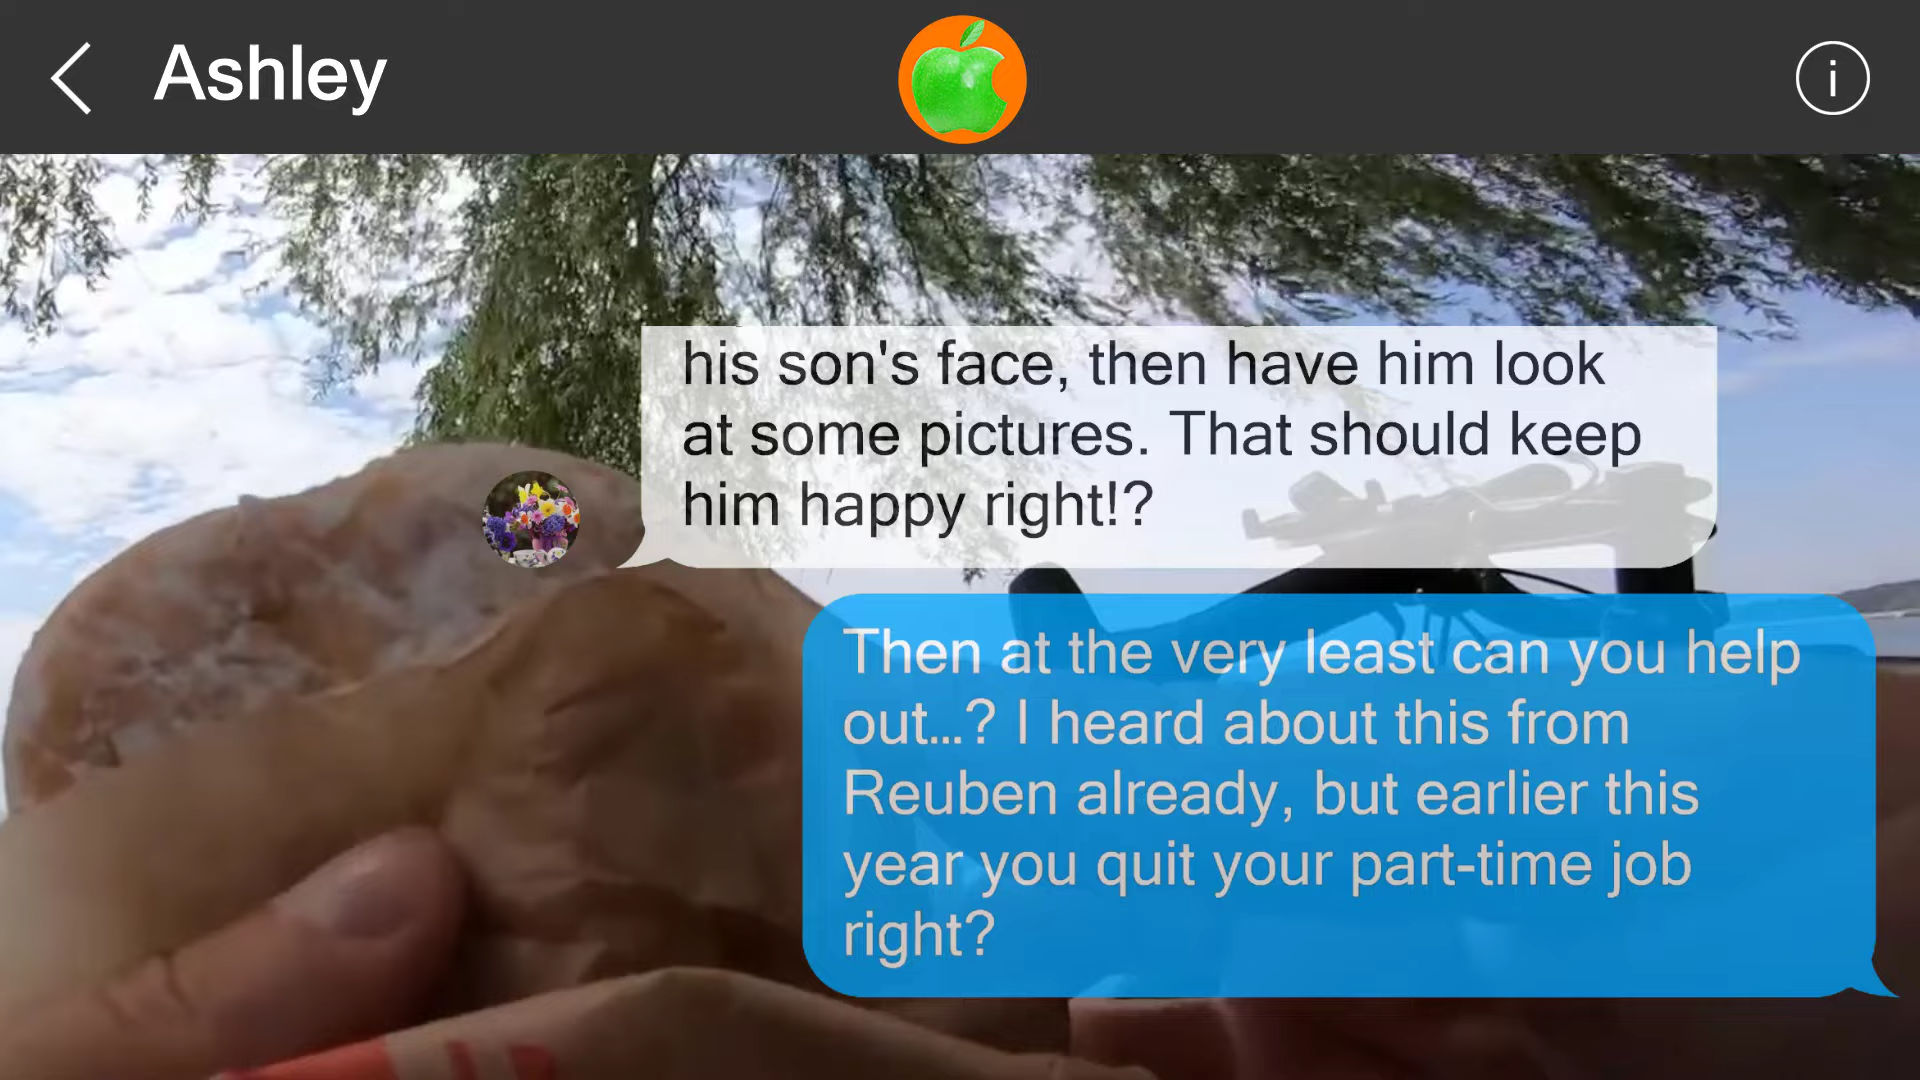 Ashley
his son's face, then have him look
at some pictures. That should keep
him happy right!?
Then at the very least can you help
out...? I heard about this from
Reuben already, but earlier this
year you quit your part-time job
right?